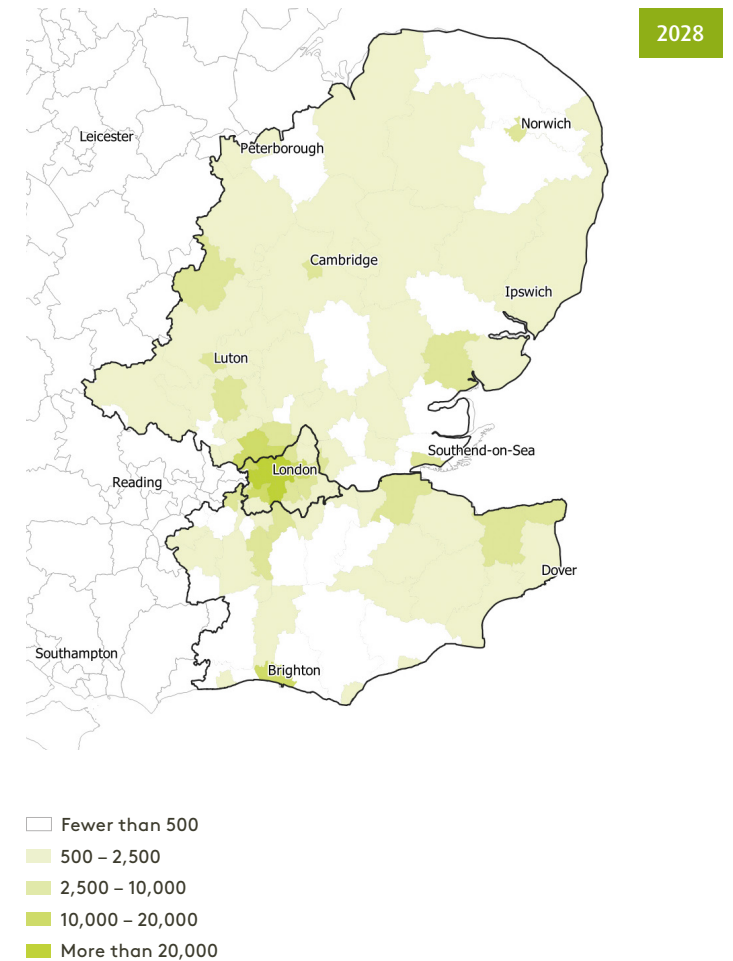 2028
Norwich
Leicester
Peterborough
Cambridge
Ipswich
Luton
Southend-on-Sea
London
Reading
Dover
Southampton
Brighton
Fewer than 500
500 – 2,500
2,500 – 10,000
10,000 – 20,000
More than 20,000